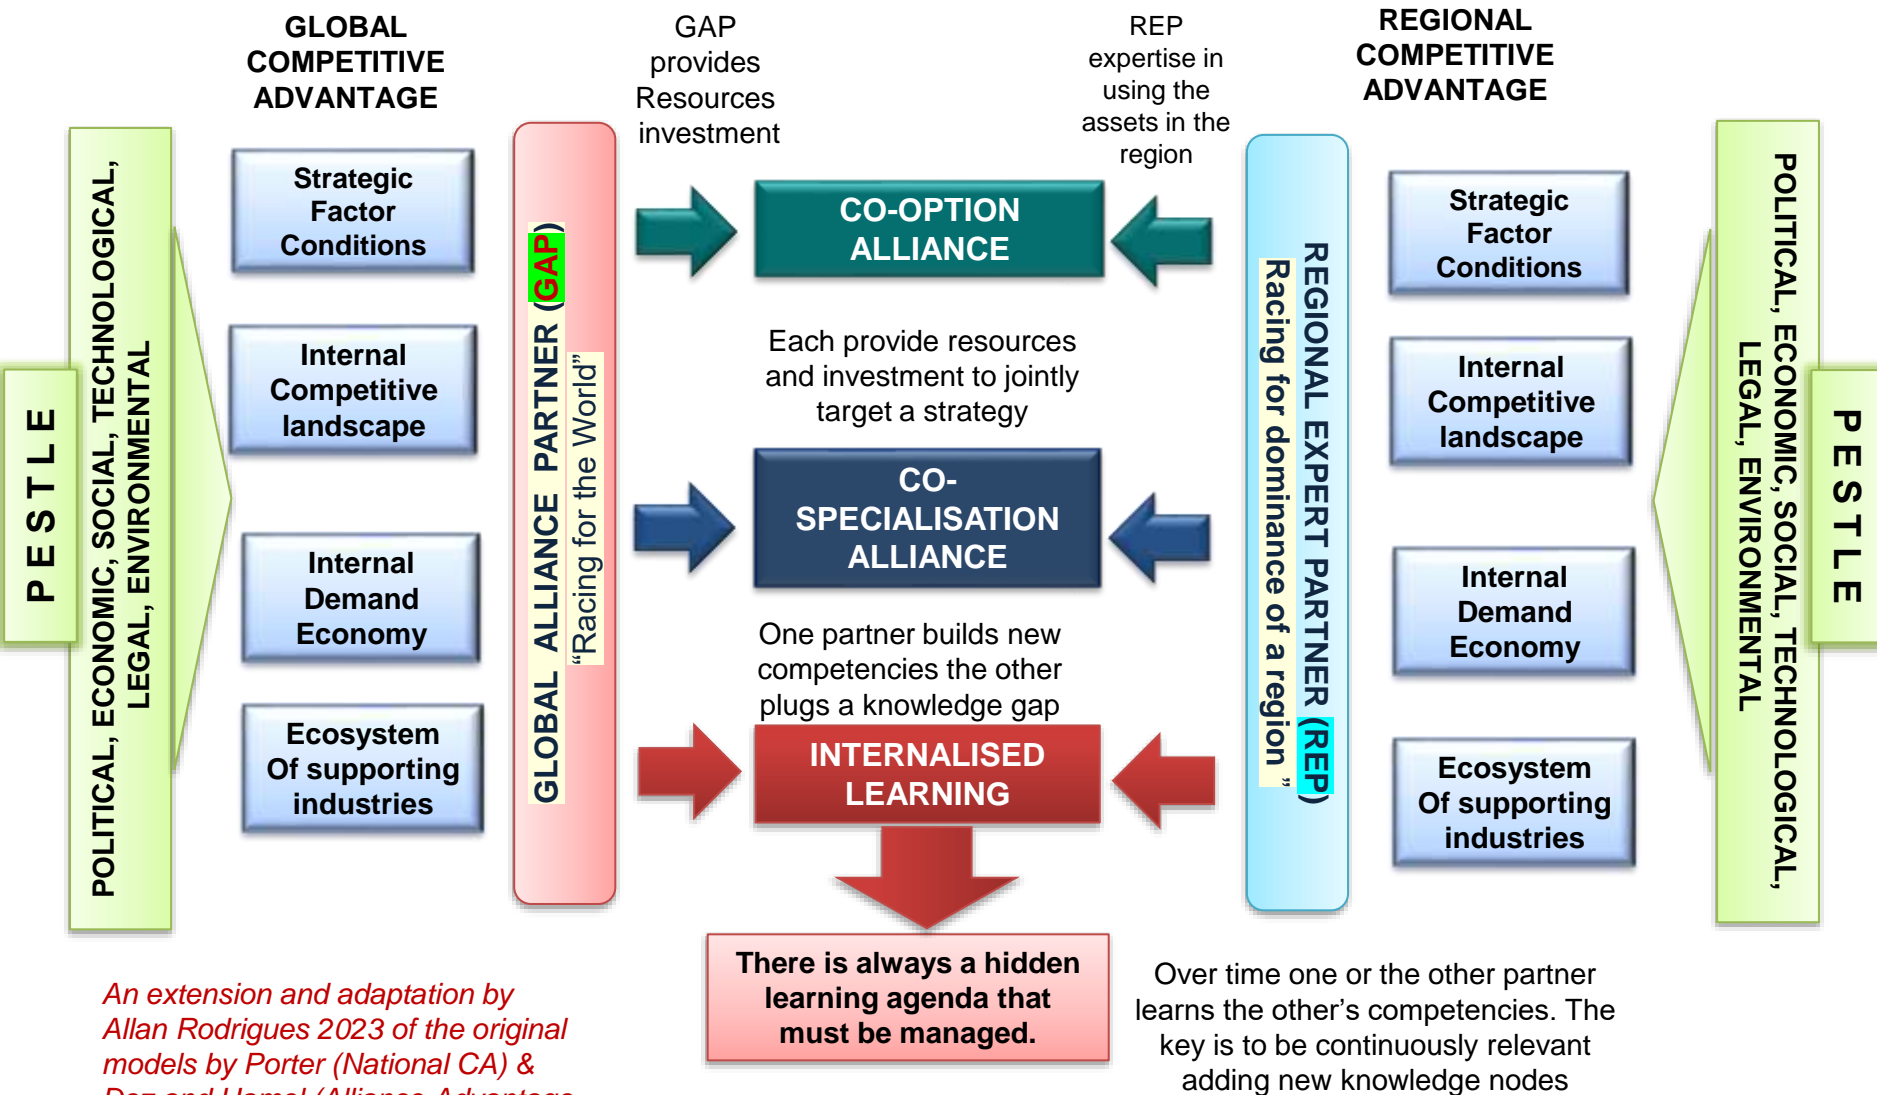 GLOBAL
COMPETITIVE
ADVANTAGE
GAP
provides
Resources
investment
REP
expertise in
using the
assets in the
region
REGIONAL
COMPETITIVE
ADVANTAGE
PESTLE
POLITICAL, ECONOMIC, SOCIAL, TECHNOLOGICAL,
LEGAL, ENVIRONMENTAL
Strategic
Factor
Conditions
Internal
Competitive
landscape
Internal
Demand
Economy
Ecosystem
Of supporting
industries
GLOBAL ALLIANCE PARTNER (GAP)
“Racing for the World”
CO-OPTION
ALLIANCE
Each provide resources
and investment to jointly
target a strategy
CO-
SPECIALISATION
ALLIANCE
One partner builds new
competencies the other
plugs a knowledge gap
INTERNALISED
LEARNING
There is always a hidden
learning agenda that
must be managed.
REGIONAL EXPERT PARTNER (REP)
Racing for dominance of a region ”
Strategic
Factor
Conditions
Internal
Competitive
landscape
Internal
Demand
Economy
Ecosystem
Of supporting
industries
POLITICAL, ECONOMIC, SOCIAL, TECHNOLOGICAL,
LEGAL, ENVIRONMENTAL
PESTLE
An extension and adaptation by
Allan Rodrigues 2023 of the original
models by Porter (National CA) &
Doz and Hamel (Alliance Advantage
Over time one or the other partner
learns the other’s competencies. The
key is to be continuously relevant
adding new knowledge nodes